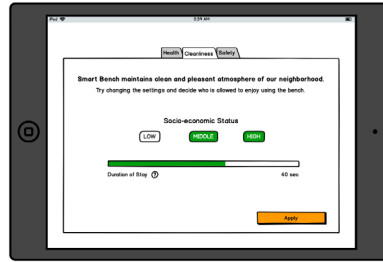 iPad
8:39 AM
Health Cleanliness Safety
Smart Bench maintains clean and pleasant atmosphere of our neighborhood.
Try changing the settings and decide who is allowed to enjoy using the bench.
Socio-economic Status
LOW MIDDLE HIGH
Duration of Stay ? 40 sec
Apply